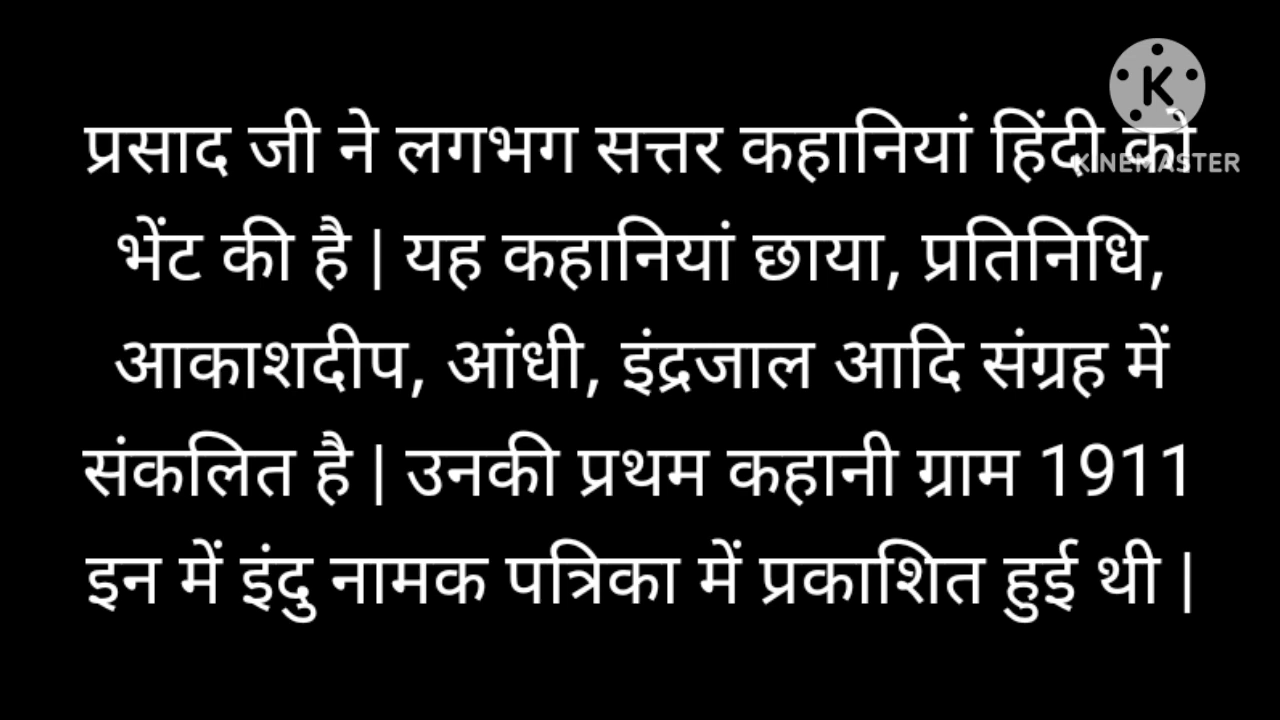 प्रसाद जी ने लगभग सत्तर कहानियां हिंदी को
भेंट की है | यह कहानियां छाया, प्रतिनिधि,
आकाशदीप, आंधी, इंद्रजाल आदि संग्रह में
संकलित है | उनकी प्रथम कहानी ग्राम 1911
इन में इंदु नामक पत्रिका में प्रकाशित हुई थी |
K
KINEMASTER